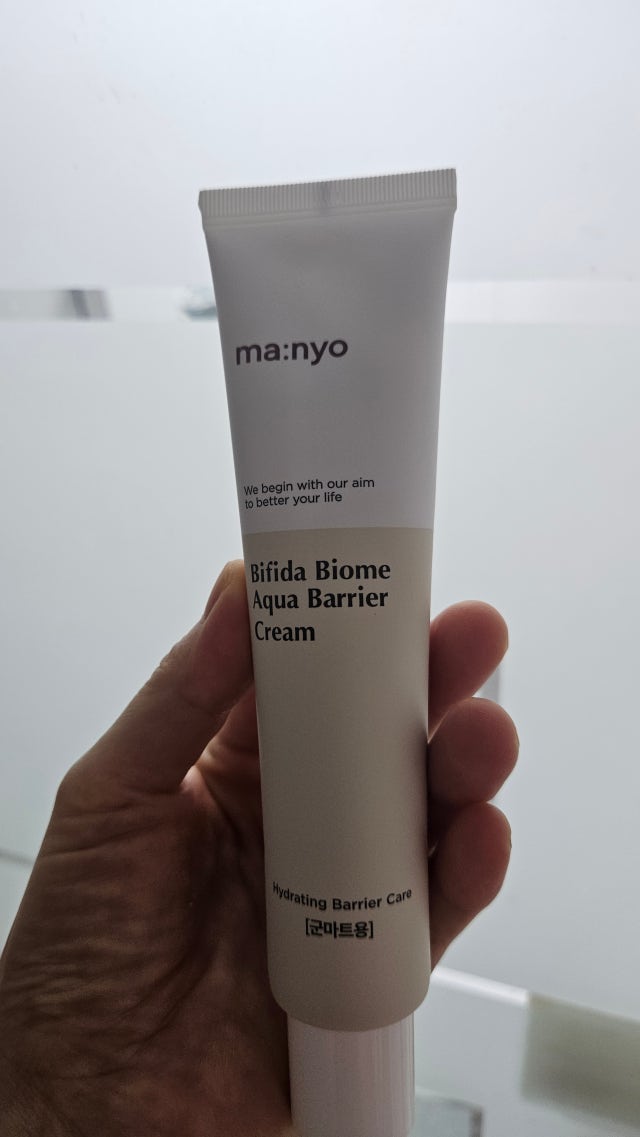 ma:nyo
We begin with our aim
to better your life
Bifida Biome
Aqua Barrier
Cream
Hydrating Barrier Care
[군마트용]